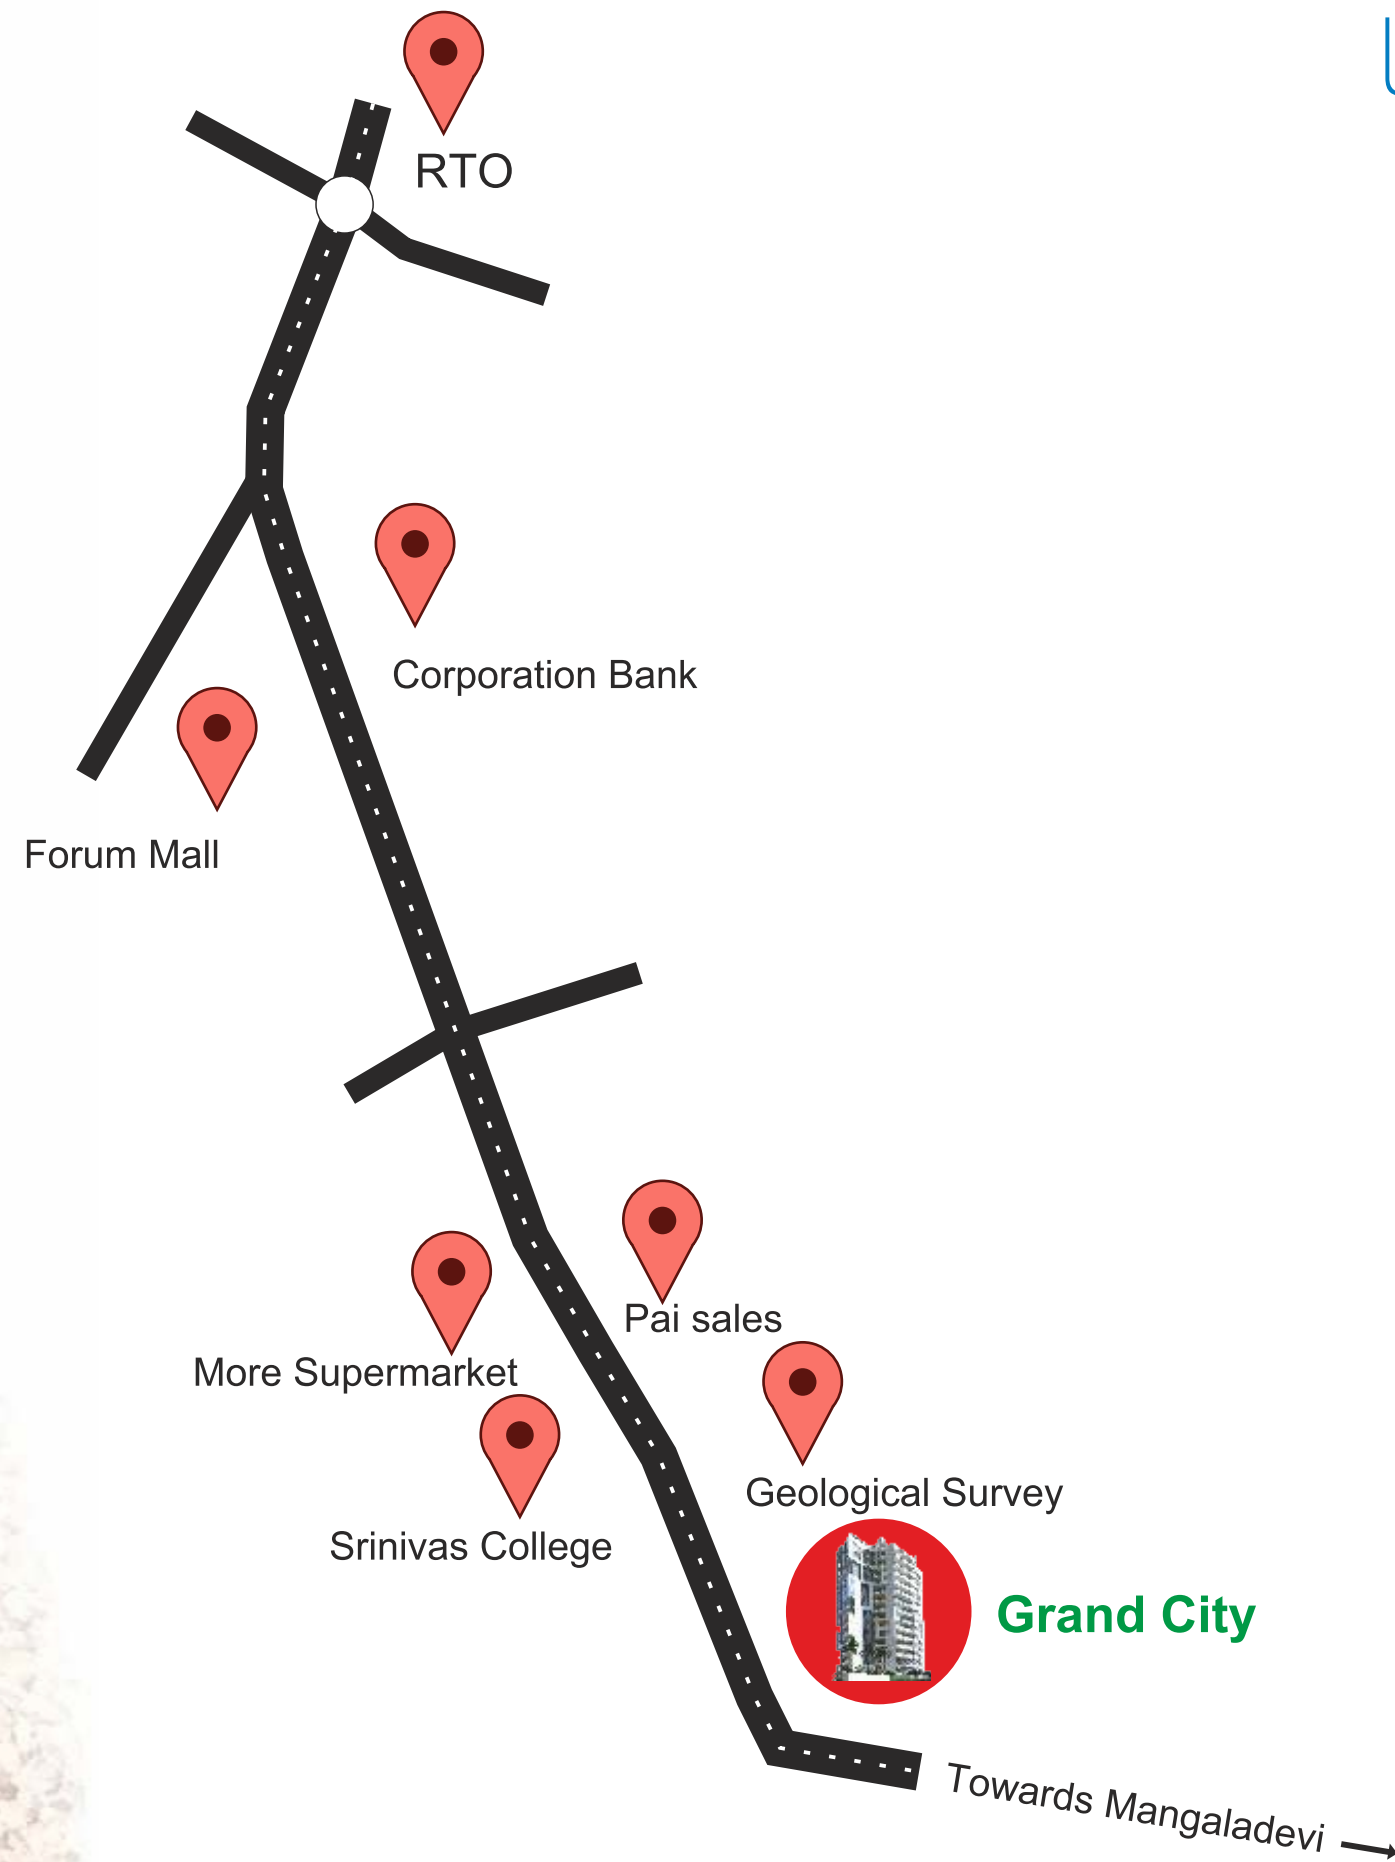 RTO
Corporation Bank
Forum Mall
Pai sales
More Supermarket
Geological Survey
Srinivas College
Grand City
Towards Mangaladevi →